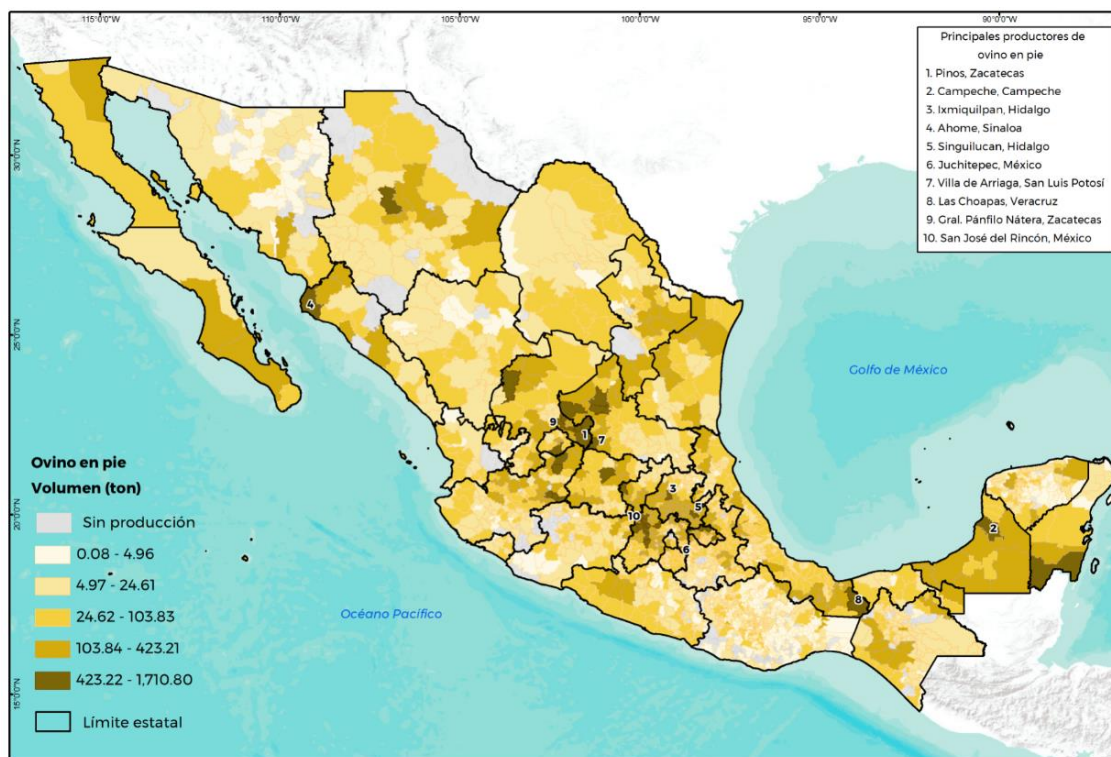 115°0'0"W
110°0'0"W
105°0'0"W
100°0'0"W
95°0'0"W
90°0'0"W
Principales productores de
ovino en pie
1. Pinos, Zacatecas
2. Campeche, Campeche
3. Ixmiquilpan, Hidalgo
4. Ahome, Sinaloa
5. Singuilucan, Hidalgo
6. Juchitepec, México
7. Villa de Arriaga, San Luis Potosí
8. Las Choapas, Veracruz
9. Gral. Pánfilo Nátera, Zacatecas
10. San José del Rincón, México
30°0'0"N
25°0'0"N
20°0'0"N
15°0'0"N
4
Golfo de México
9
1
7
3
5
10
6
2
8
Océano Pacífico
Ovino en pie
Volumen (ton)
Sin producción
0.08 - 4.96
4.97 - 24.61
24.62 - 103.83
103.84 - 423.21
423.22 - 1,710.80
Límite estatal